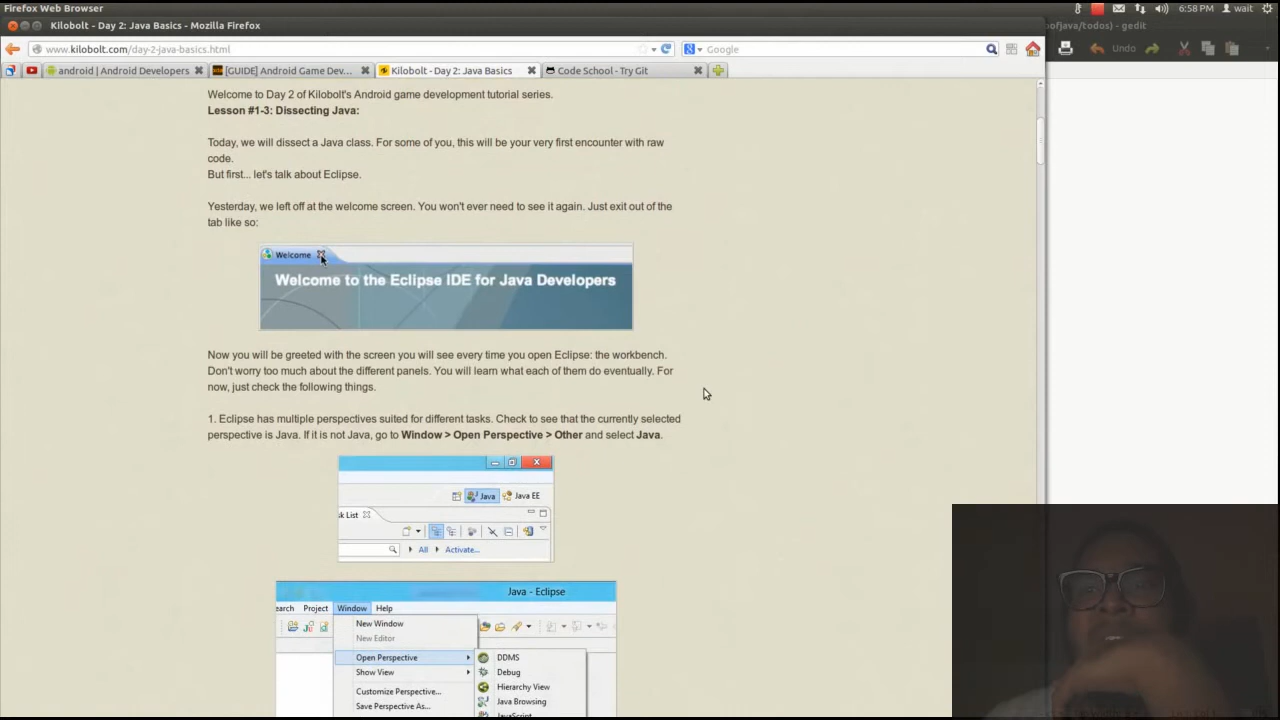 Firefox Web Browser
6:58 PM
wait
Kilobolt - Day 2: Java Basics - Mozilla Firefox
ofjava/todos) - gedit
www.kilobolt.com/day-2-java-basics.html
Google
Undo
android | Android Developers
[GUIDE] Android Game Dev...
Kilobolt - Day 2: Java Basics
Code School - Try Git
Welcome to Day 2 of Kilobolt's Android game development tutorial series.
Lesson #1-3: Dissecting Java:
Today, we will dissect a Java class. For some of you, this will be your very first encounter with raw
code.
But first... let's talk about Eclipse.
Yesterday, we left off at the welcome screen. You won't ever need to see it again. Just exit out of the
tab like so:
Welcome
Welcome to the Eclipse IDE for Java Developers
Now you will be greeted with the screen you will see every time you open Eclipse: the workbench.
Don't worry too much about the different panels. You will learn what each of them do eventually. For
now, just check the following things.
1. Eclipse has multiple perspectives suited for different tasks. Check to see that the currently selected
perspective is Java. If it is not Java, go to Window > Open Perspective > Other and select Java.
Java
Java EE
sk List
All
Activate...
Java - Eclipse
earch Project Window Help
New Window
New Editor
Open Perspective
DDMS
Show View
Debug
Hierarchy View
Customize Perspective...
Java Browsing
Save Perspective As...
JavaScript